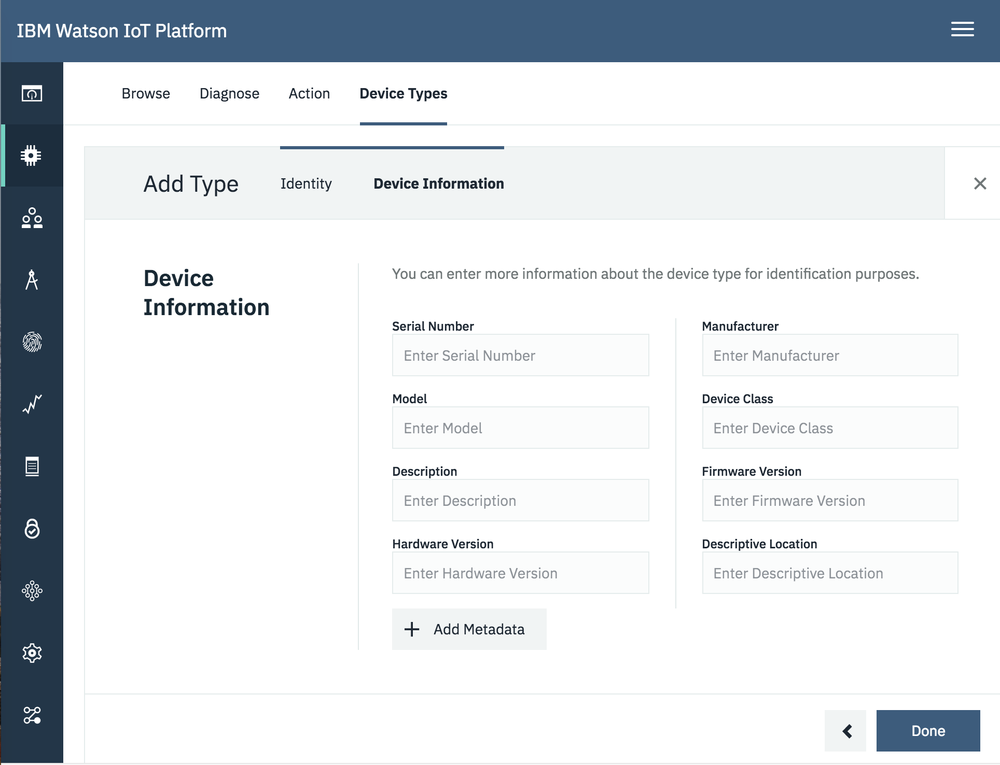 IBM Watson IoT Platform
Browse Diagnose Action Device Types
Add Type Identity Device Information
Device
Information
You can enter more information about the device type for identification purposes.
Serial Number
Enter Serial Number
Manufacturer
Enter Manufacturer
Model
Enter Model
Device Class
Enter Device Class
Description
Enter Description
Firmware Version
Enter Firmware Version
Hardware Version
Enter Hardware Version
Descriptive Location
Enter Descriptive Location
Add Metadata
Done